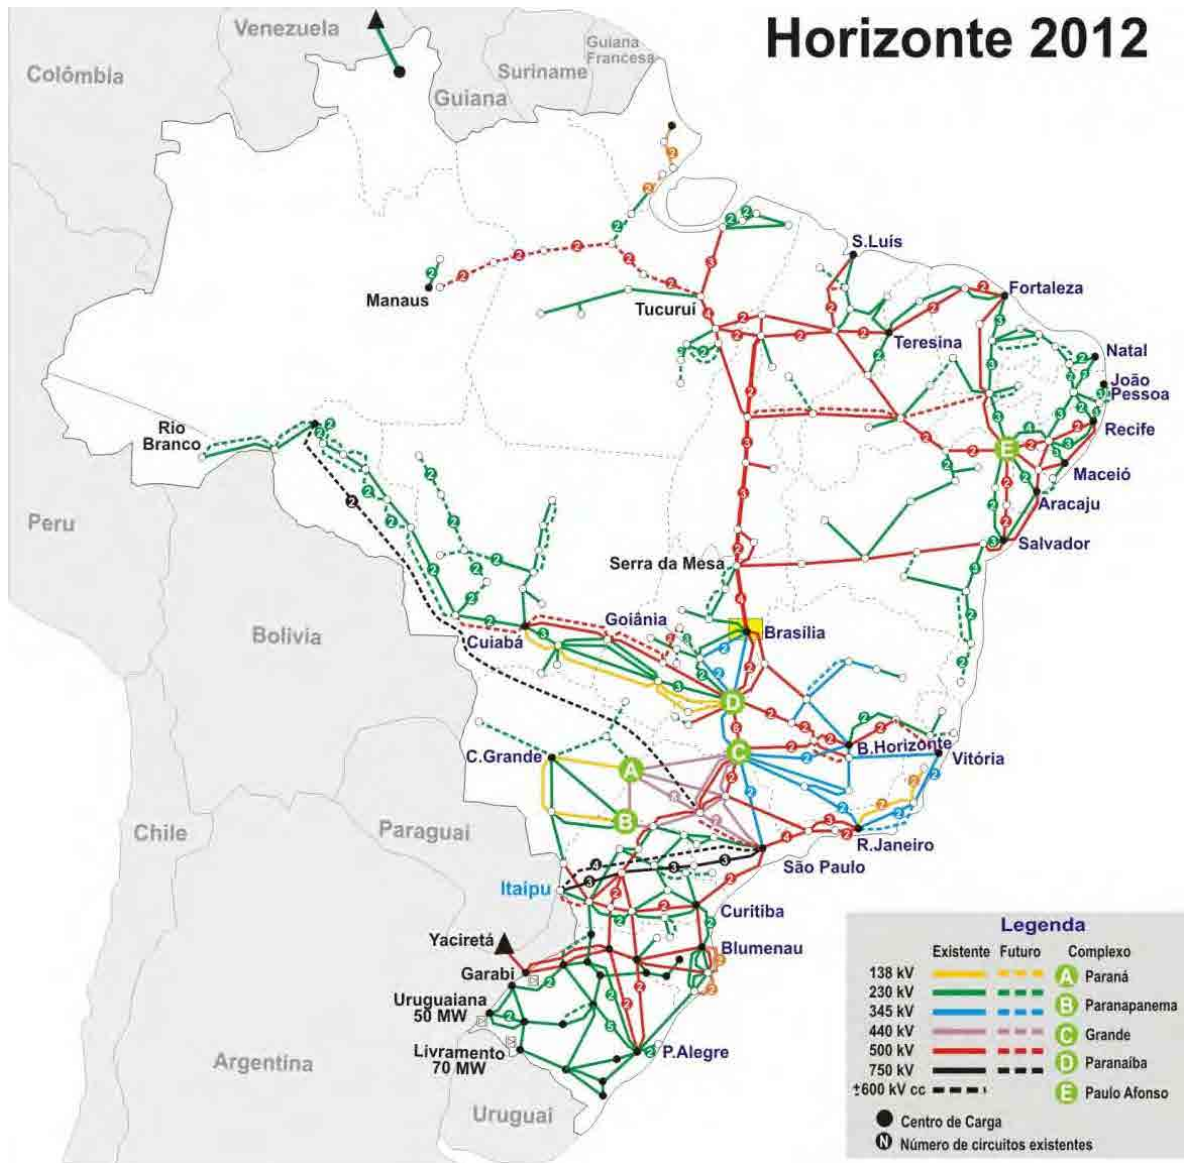 Horizonte 2012
Venezuela
Colômbia
Guiana
Suriname
Guiana
Francesa
S.Luís
Manaus
Tucuruí
Fortaleza
Teresina
Natal
João
Pessoa
Rio
Branco
Recife
Maceió
Aracaju
Salvador
E
Peru
Serra da Mesa
Bolivia
Goiânia
Brasília
Cuiabá
D
C.Grande
A
C
B.Horizonte
Vitória
Chile
Paraguai
B
R.Janeiro
São Paulo
Itaipu
Curitiba
Yaciretá
Blumenau
Garabi
Uruguaiana
50 MW
Livramento
70 MW
P.Alegre
Argentina
Uruguai
Legenda
Existente Futuro Complexo
138 kV A Paraná
230 kV B Paranapanema
345 kV
440 kV C Grande
500 kV D Paranaíba
750 kV
±600 kV cc E Paulo Afonso
Centro de Carga
N Número de circuitos existentes